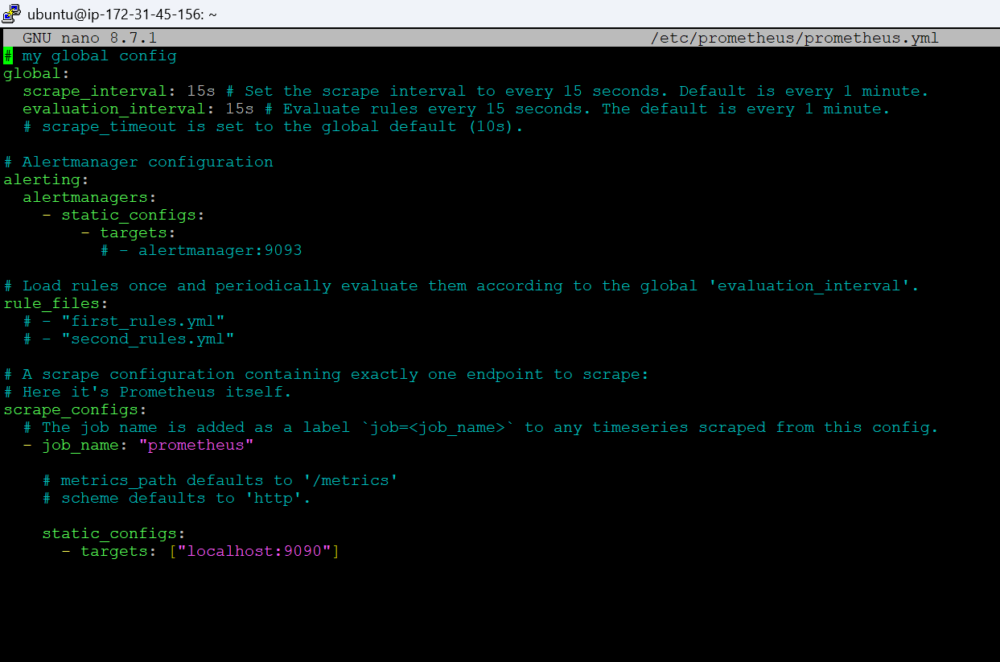 ubuntu@ip-172-31-45-156: ~
GNU nano 8.7.1 /etc/prometheus/prometheus.yml
# my global config
global:
  scrape_interval: 15s # Set the scrape interval to every 15 seconds. Default is every 1 minute.
  evaluation_interval: 15s # Evaluate rules every 15 seconds. The default is every 1 minute.
  # scrape_timeout is set to the global default (10s).

# Alertmanager configuration
alerting:
  alertmanagers:
    - static_configs:
        - targets:
          # - alertmanager:9093

# Load rules once and periodically evaluate them according to the global 'evaluation_interval'.
rule_files:
  # - "first_rules.yml"
  # - "second_rules.yml"

# A scrape configuration containing exactly one endpoint to scrape:
# Here it's Prometheus itself.
scrape_configs:
  # The job name is added as a label `job=<job_name>` to any timeseries scraped from this config.
  - job_name: "prometheus"

    # metrics_path defaults to '/metrics'
    # scheme defaults to 'http'.

    static_configs:
      - targets: ["localhost:9090"]